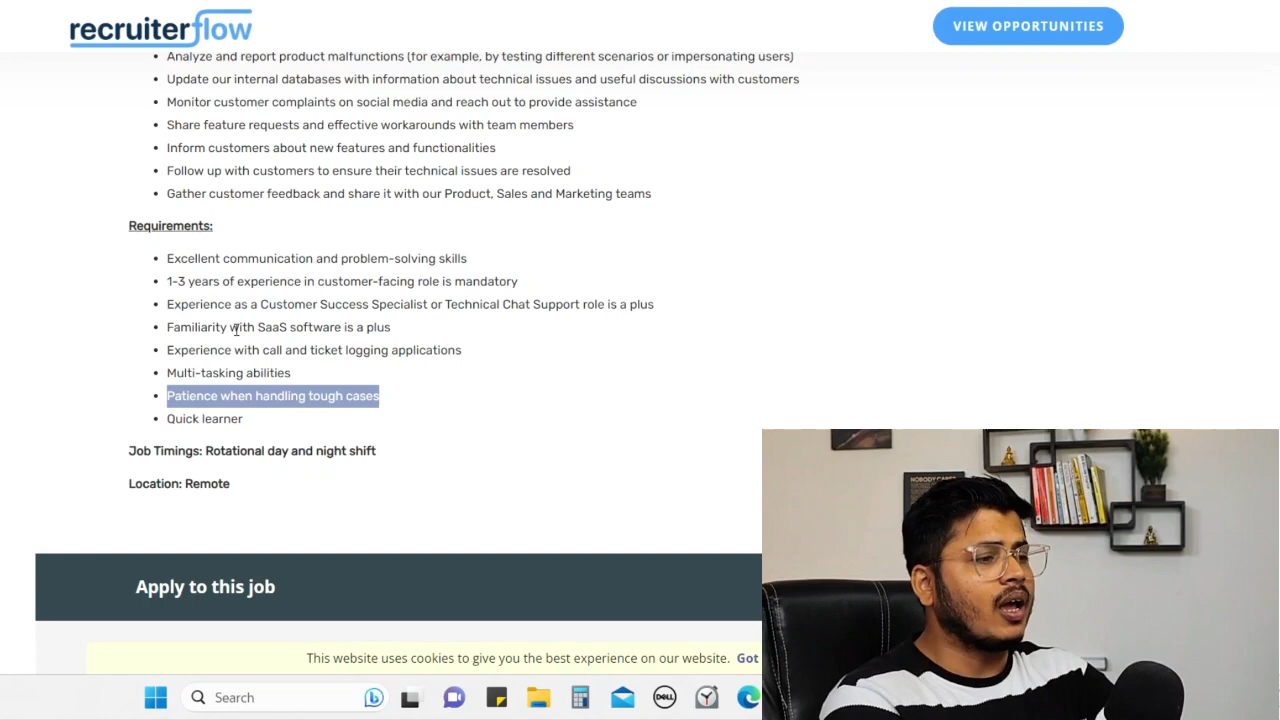 recruiterflow
VIEW OPPORTUNITIES
Analyze and report product malfunctions (for example, by testing different scenarios or impersonating users)
Update our internal databases with information about technical issues and useful discussions with customers
Monitor customer complaints on social media and reach out to provide assistance
Share feature requests and effective workarounds with team members
Inform customers about new features and functionalities
Follow up with customers to ensure their technical issues are resolved
Gather customer feedback and share it with our Product, Sales and Marketing teams
Requirements:
Excellent communication and problem-solving skills
1-3 years of experience in customer-facing role is mandatory
Experience as a Customer Success Specialist or Technical Chat Support role is a plus
Familiarity with SaaS software is a plus
Experience with call and ticket logging applications
Multi-tasking abilities
Patience when handling tough cases
Quick learner
Job Timings: Rotational day and night shift
Location: Remote
NOBODY CARES
Apply to this job
This website uses cookies to give you the best experience on our website. Got
Search
DELL